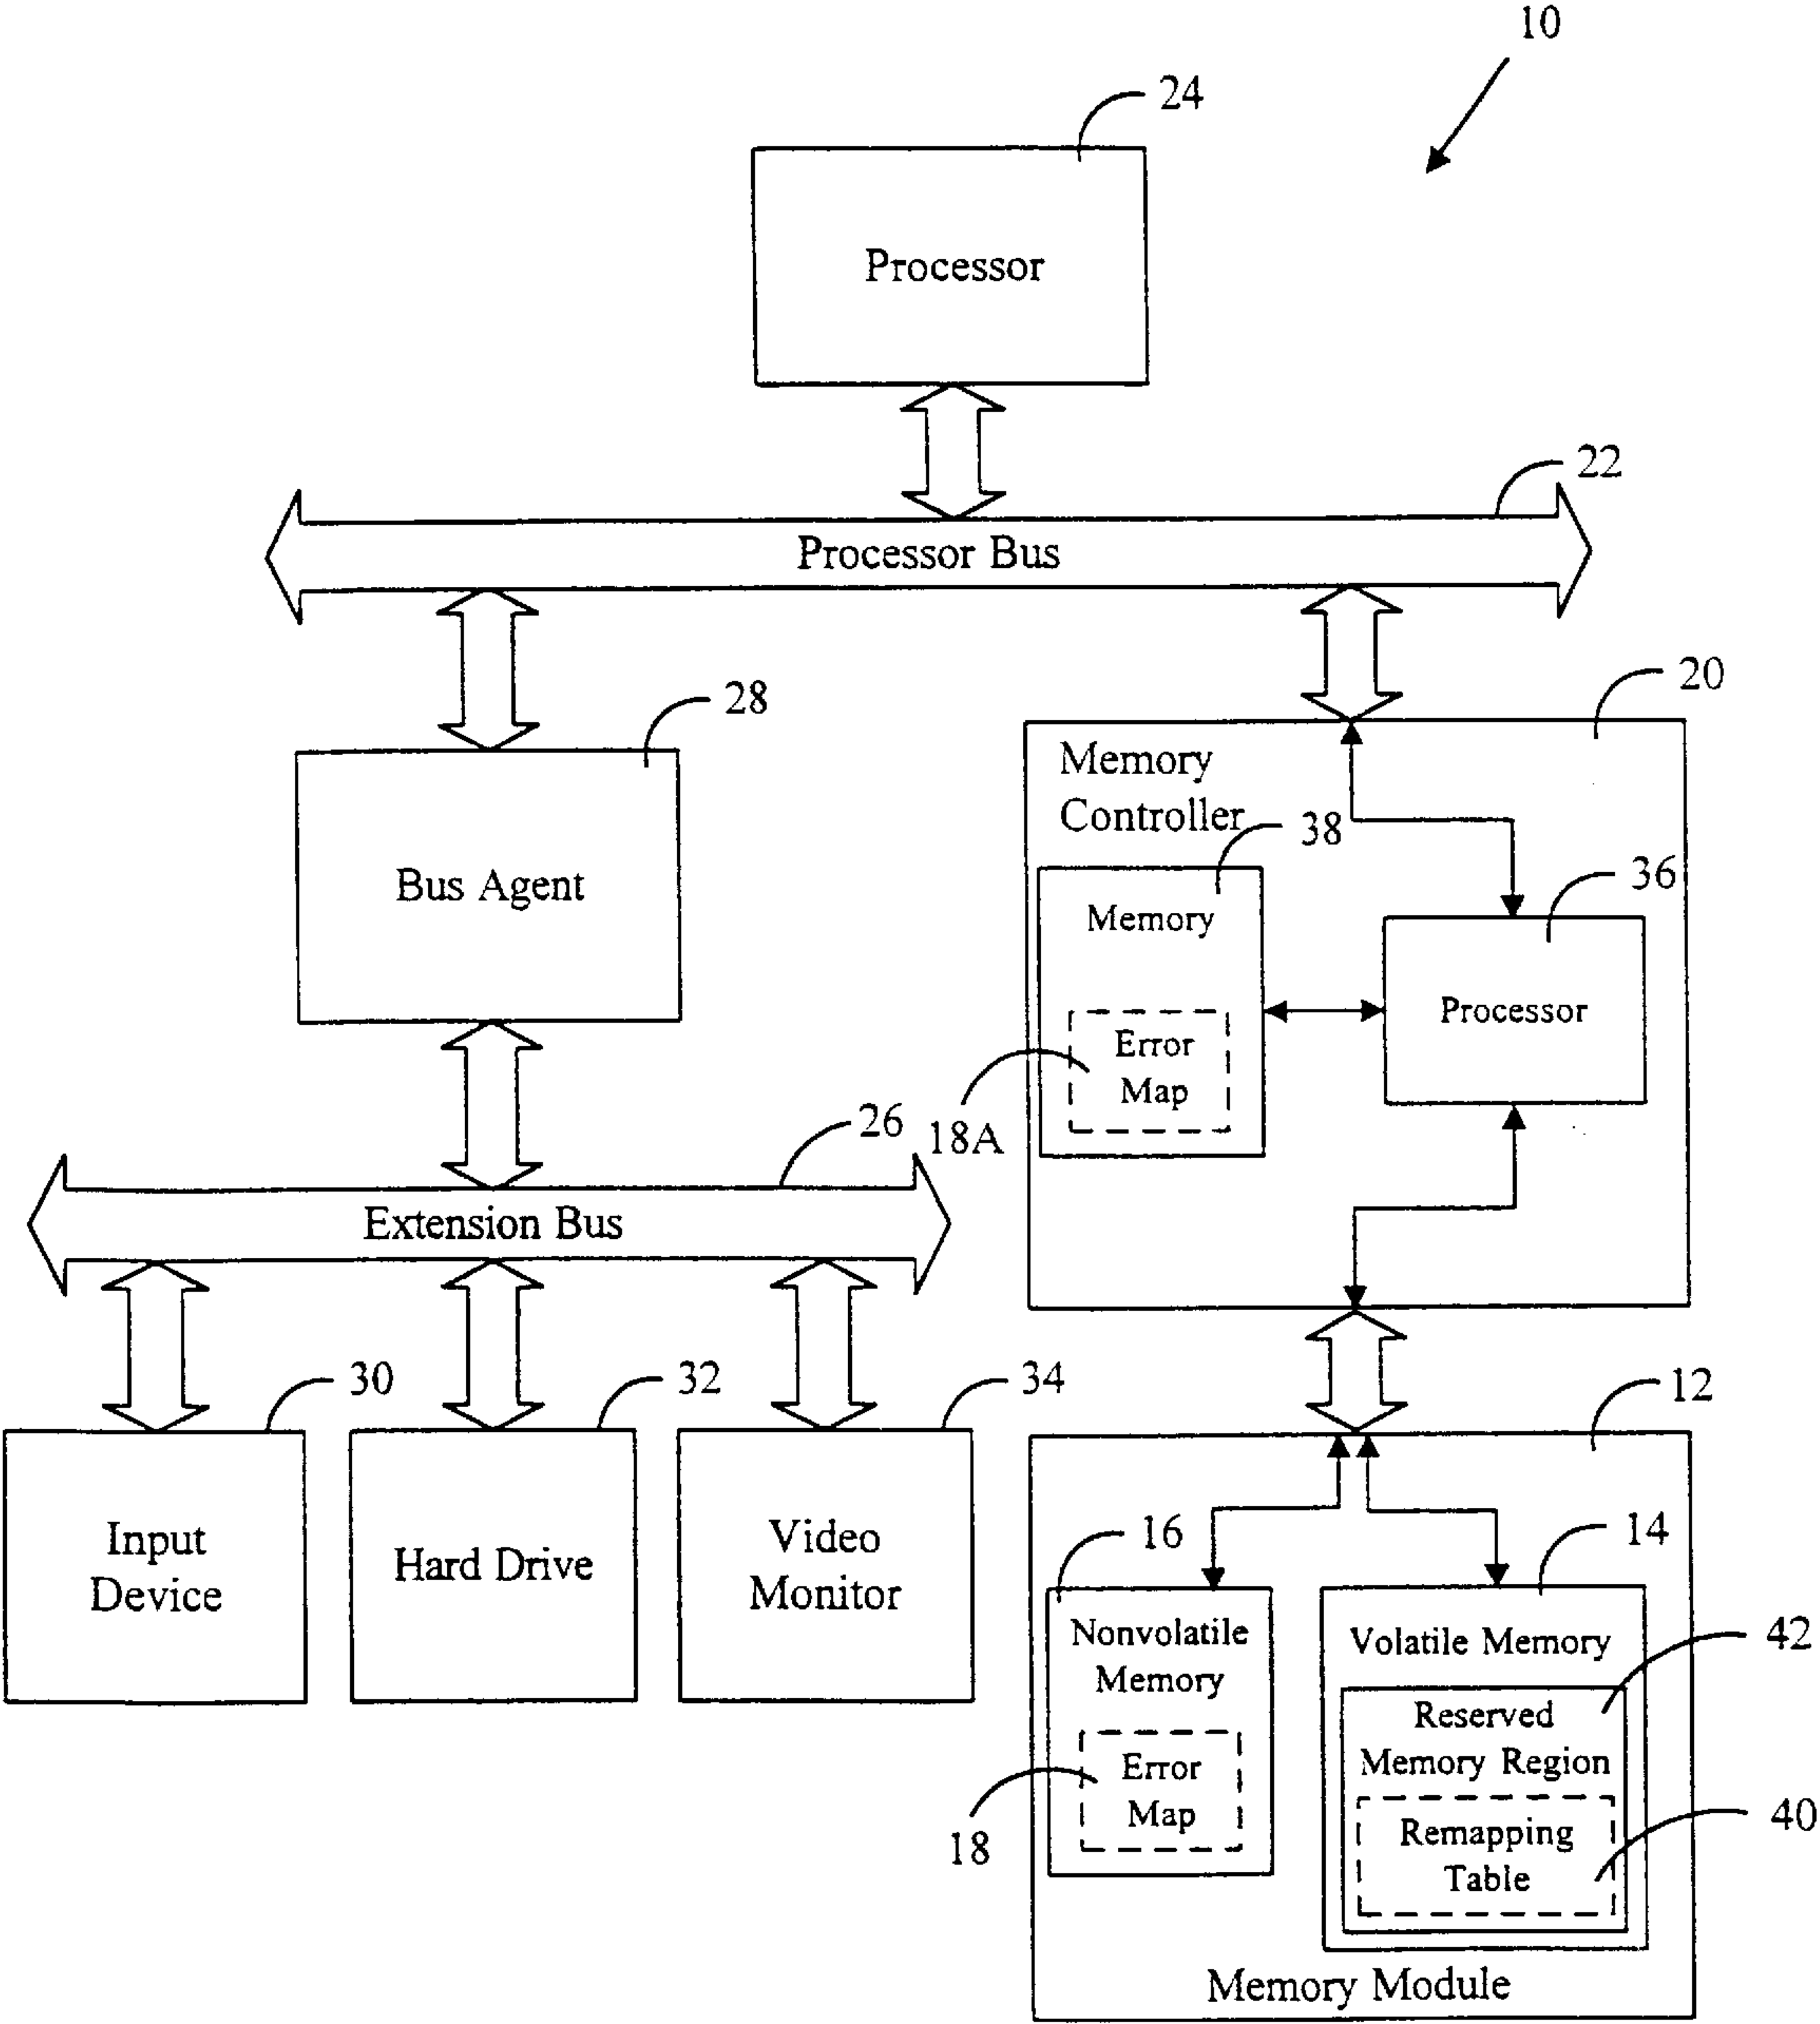 10
24
Processor
22
Processor Bus
28
Bus Agent
20
Memory
Controller
38
Memory
36
Processor
Error
Map
18A
26
Extension Bus
30
Input
Device
32
Hard Drive
34
Video
Monitor
12
16
Nonvolatile
Memory
14
Volatile Memory
42
Reserved
Memory Region
Error
Map
18
40
Remapping
Table
Memory Module